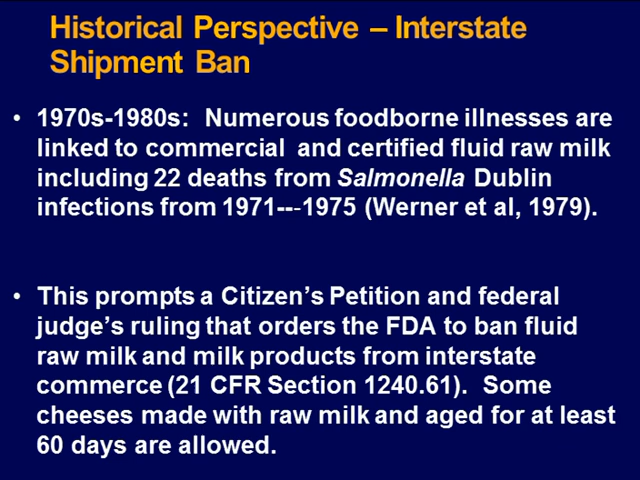 Historical Perspective – Interstate
Shipment Ban
• 1970s-1980s:  Numerous foodborne illnesses are
linked to commercial  and certified fluid raw milk
including 22 deaths from Salmonella Dublin
infections from 1971---1975 (Werner et al, 1979).
• This prompts a Citizen’s Petition and federal
judge’s ruling that orders the FDA to ban fluid
raw milk and milk products from interstate
commerce (21 CFR Section 1240.61).  Some
cheeses made with raw milk and aged for at least
60 days are allowed.